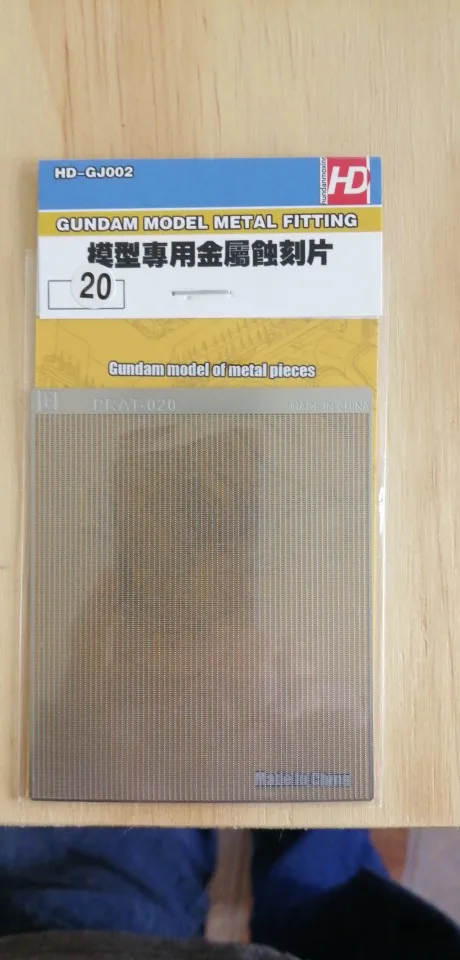 HD-GJ002
HD
GUNDAM MODEL METAL FITTING
模型專用金屬蝕刻片
20
Gundam model of metal pieces
MADE IN CHINA
Made in China